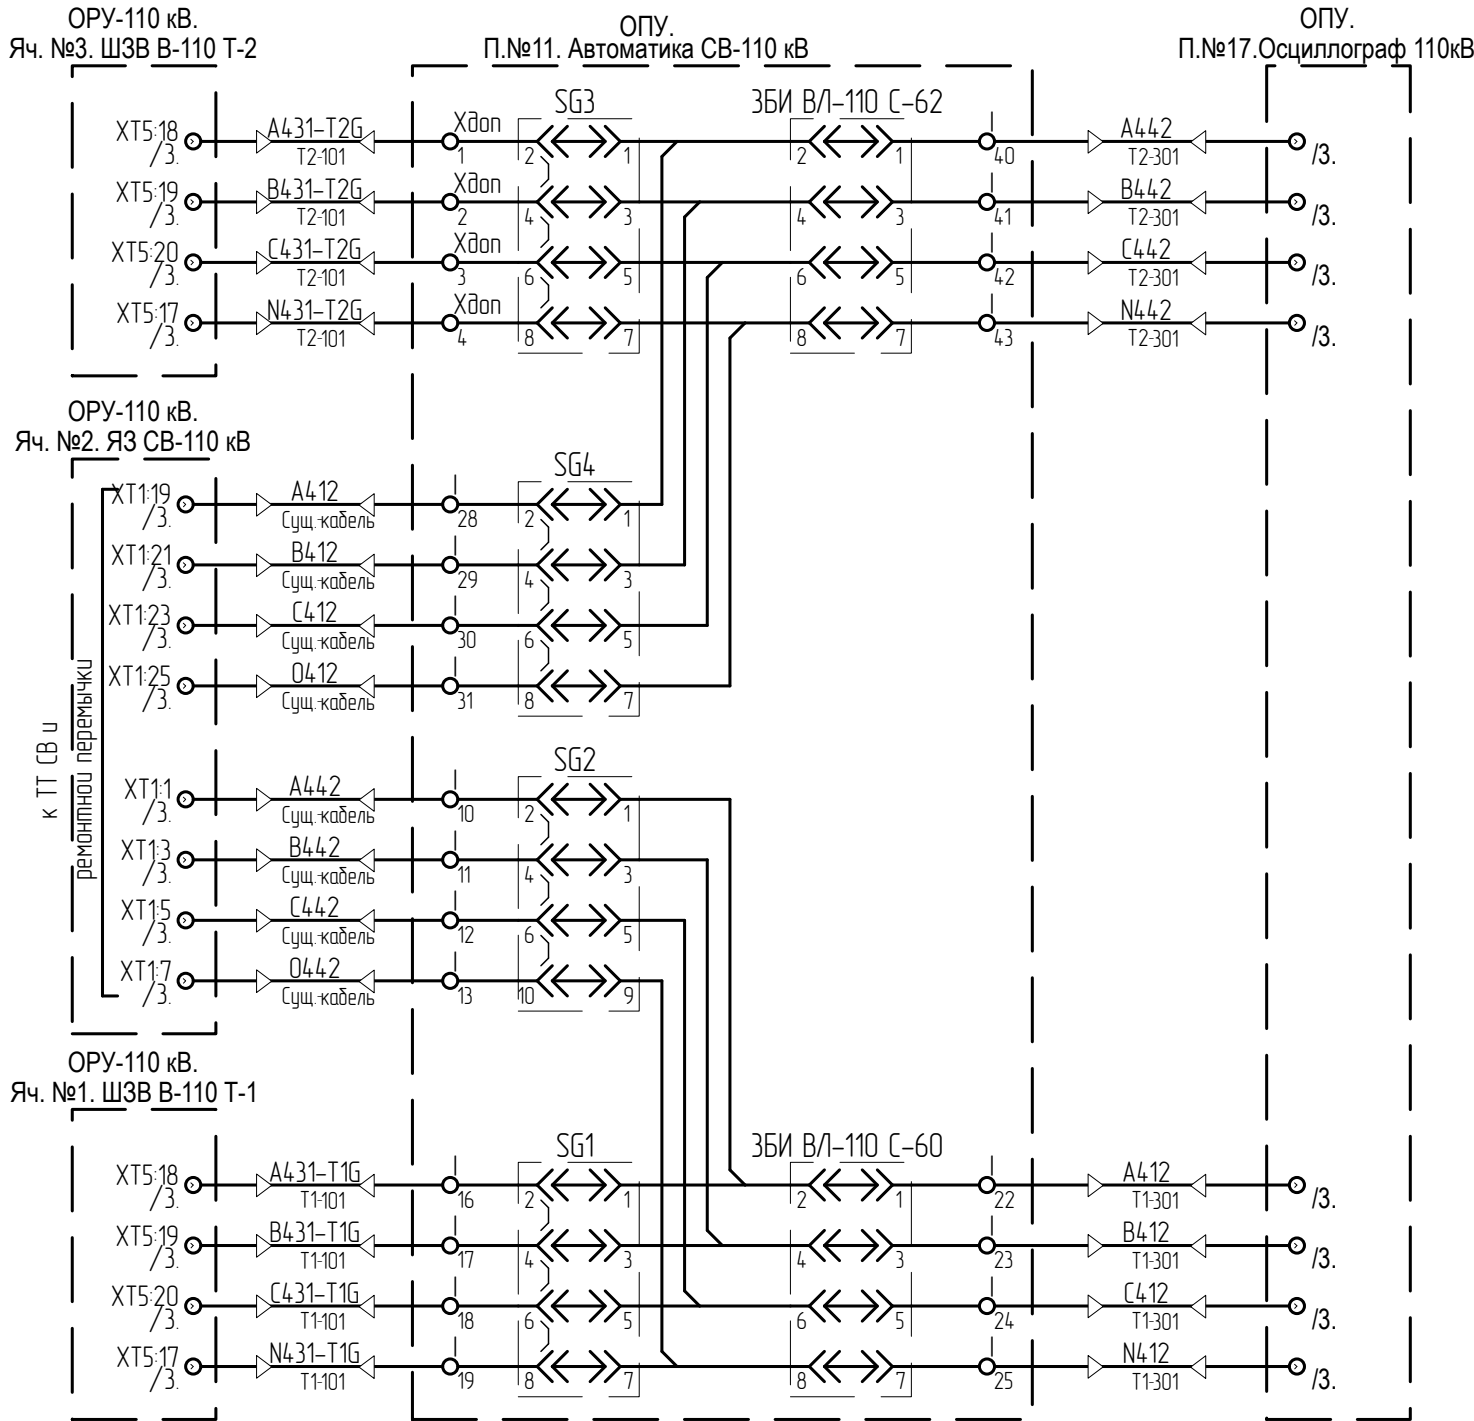 ОРУ-110 кВ.
Яч. №3. ШЗВ В-110 Т-2
ОПУ.
П.№11. Автоматика СВ-110 кВ
ОПУ.
П.№17.Осциллограф 110кВ
SG3
ЗБИ ВЛ-110 С-62
XT5:18
/3.
A431-T2G
T2-101
Xдоп
1
2
1
2
1
I
40
A442
T2-301
/3.
XT5:19
/3.
B431-T2G
T2-101
Xдоп
2
4
3
4
3
I
41
B442
T2-301
/3.
XT5:20
/3.
C431-T2G
T2-101
Xдоп
3
6
5
6
5
I
42
C442
T2-301
/3.
XT5:17
/3.
N431-T2G
T2-101
Xдоп
4
8
7
8
7
I
43
N442
T2-301
/3.
ОРУ-110 кВ.
Яч. №2. ЯЗ СВ-110 кВ
к ТТ СВ и
ремонтной перемычки
SG4
XT1:19
/3.
A412
Сущ.-кабель
I
28
2
1
XT1:21
/3.
B412
Сущ.-кабель
I
29
4
3
XT1:23
/3.
C412
Сущ.-кабель
I
30
6
5
XT1:25
/3.
0412
Сущ.-кабель
I
31
8
7
SG2
XT1:1
/3.
A442
Сущ.-кабель
I
10
2
1
XT1:3
/3.
B442
Сущ.-кабель
I
11
4
3
XT1:5
/3.
C442
Сущ.-кабель
I
12
6
5
XT1:7
/3.
0442
Сущ.-кабель
I
13
10
9
ОРУ-110 кВ.
Яч. №1. ШЗВ В-110 Т-1
SG1
ЗБИ ВЛ-110 С-60
XT5:18
/3.
A431-T1G
T1-101
I
16
2
1
2
1
I
22
A412
T1-301
/3.
XT5:19
/3.
B431-T1G
T1-101
I
17
4
3
4
3
I
23
B412
T1-301
/3.
XT5:20
/3.
C431-T1G
T1-101
I
18
6
5
6
5
I
24
C412
T1-301
/3.
XT5:17
/3.
N431-T1G
T1-101
I
19
8
7
8
7
I
25
N412
T1-301
/3.